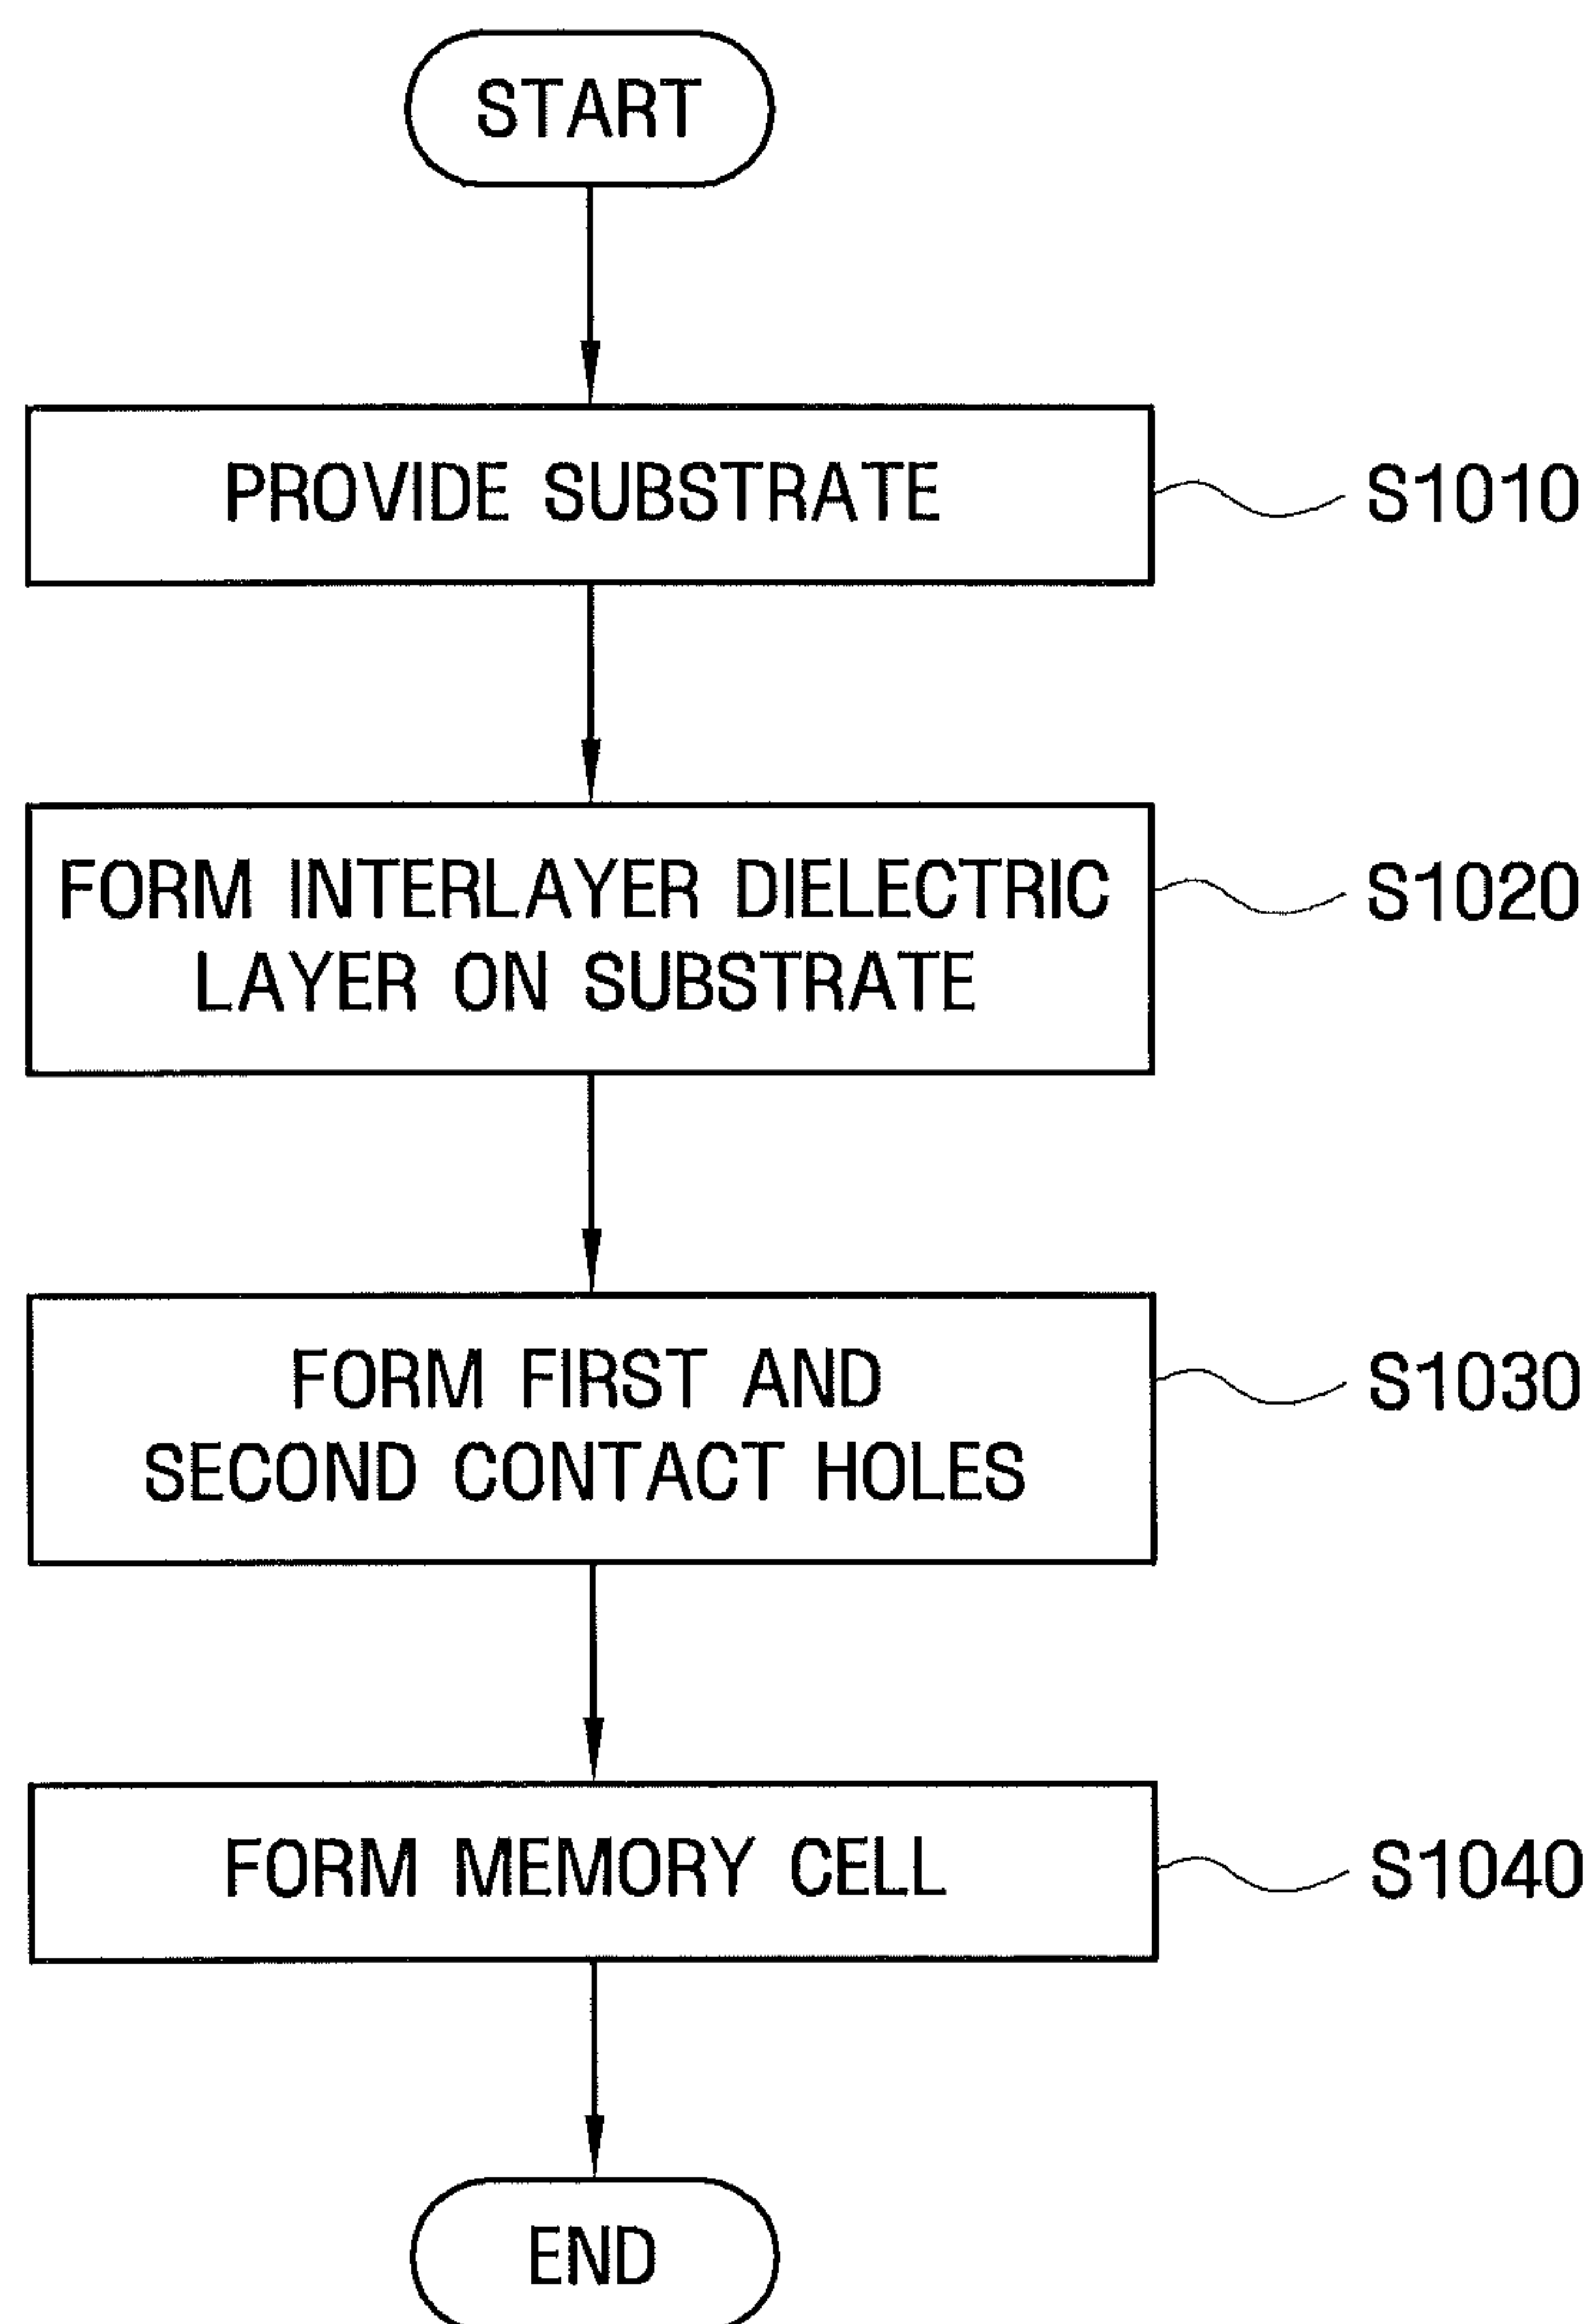 START
PROVIDE SUBSTRATE
S1010
FORM INTERLAYER DIELECTRIC
LAYER ON SUBSTRATE
S1020
FORM FIRST AND
SECOND CONTACT HOLES
S1030
FORM MEMORY CELL
S1040
END